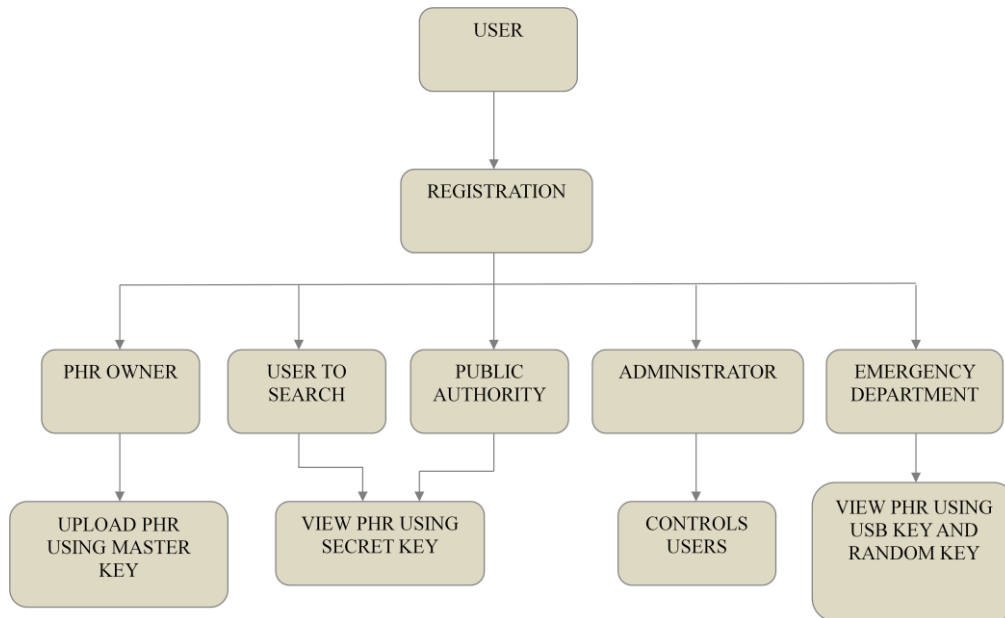 USER
REGISTRATION
PHR OWNER
USER TO
SEARCH
PUBLIC
AUTHORITY
ADMINISTRATOR
EMERGENCY
DEPARTMENT
UPLOAD PHR
USING MASTER
KEY
VIEW PHR USING
SECRET KEY
CONTROLS
USERS
VIEW PHR USING
USB KEY AND
RANDOM KEY